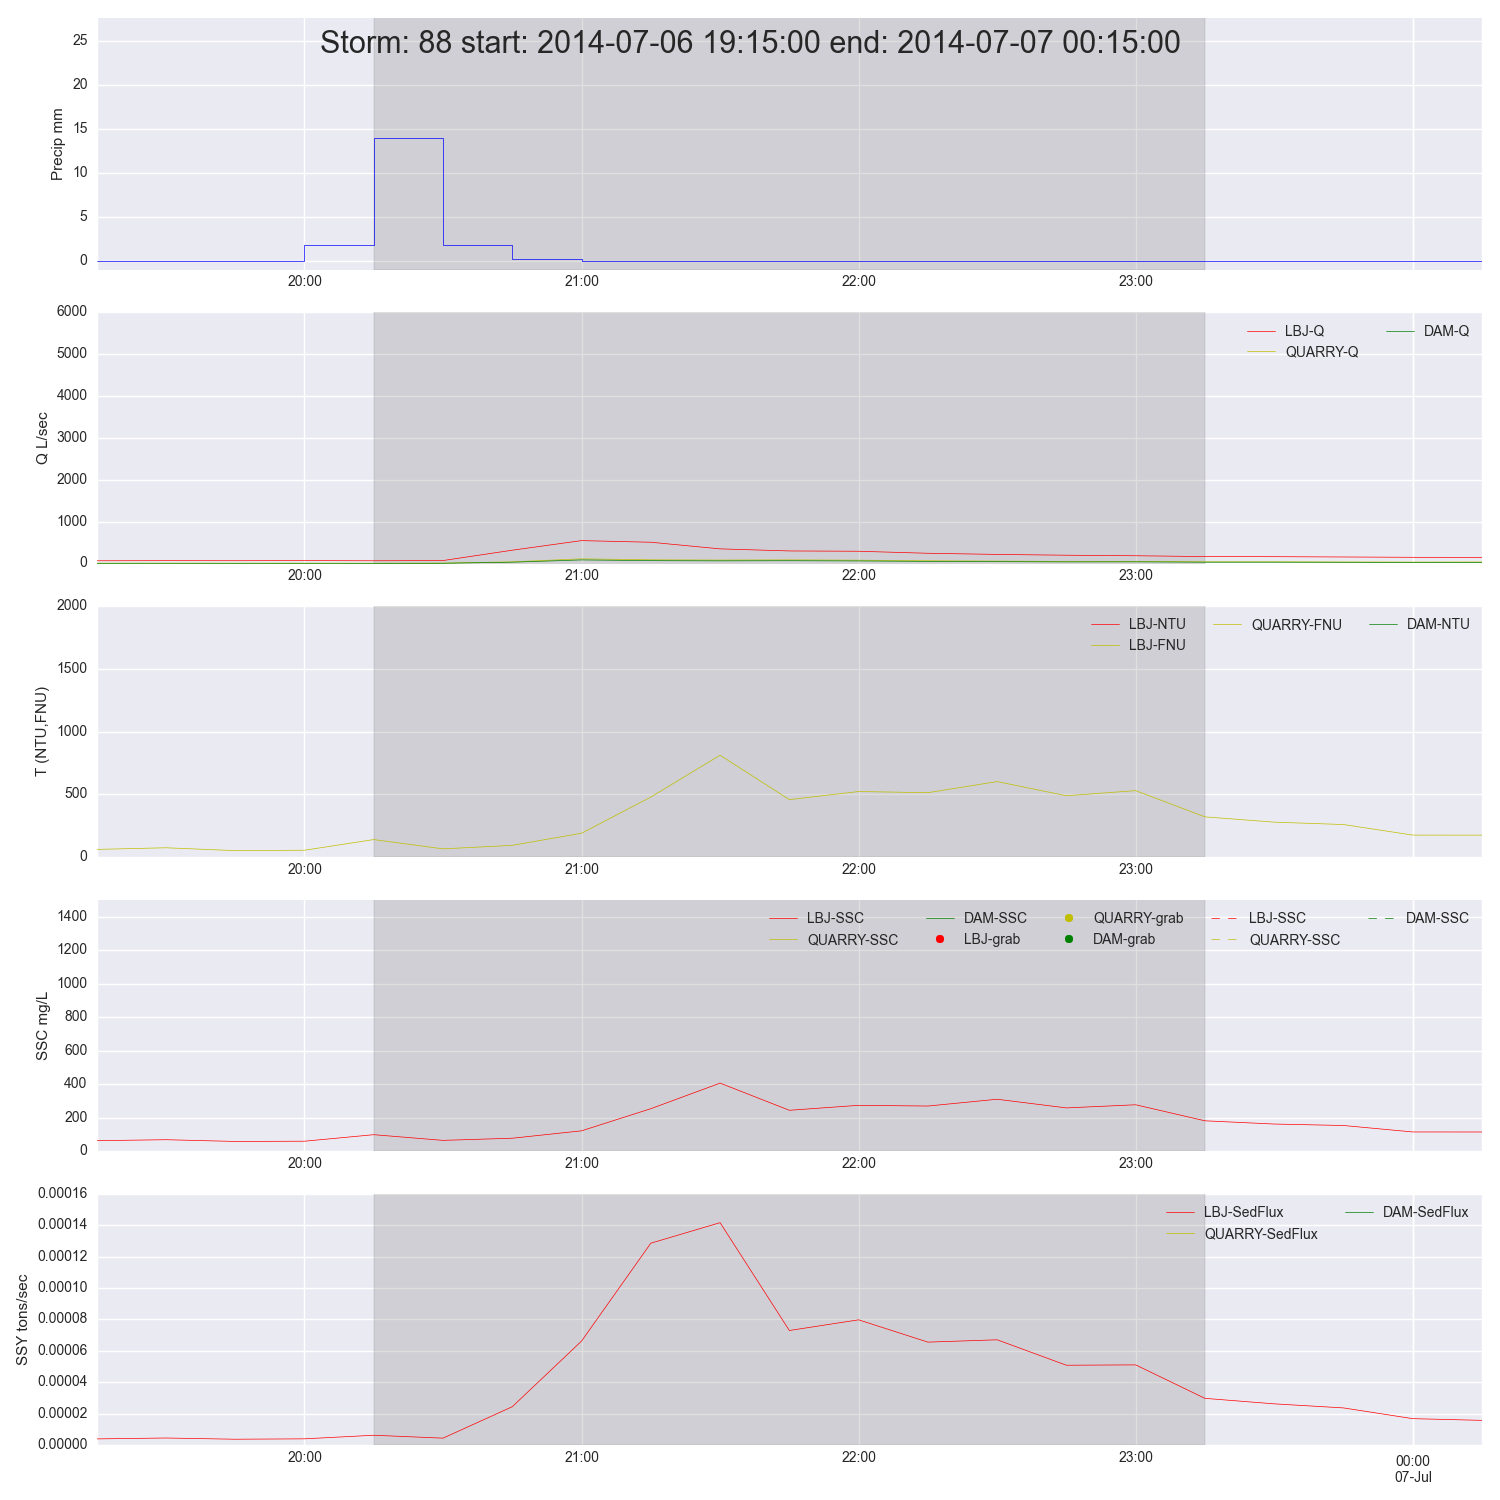 Storm: 88 start: 2014-07-06 19:15:00 end: 2014-07-07 00:15:00
Precip mm
25
20
15
10
5
0
20:00 21:00 22:00 23:00
Q L/sec
6000
5000
4000
3000
2000
1000
0
LBJ-Q DAM-Q
QUARRY-Q
20:00 21:00 22:00 23:00
T (NTU,FNU)
2000
1500
1000
500
0
LBJ-NTU QUARRY-FNU DAM-NTU
LBJ-FNU
20:00 21:00 22:00 23:00
SSC mg/L
1400
1200
1000
800
600
400
200
0
LBJ-SSC DAM-SSC QUARRY-grab LBJ-SSC DAM-SSC
QUARRY-SSC LBJ-grab DAM-grab QUARRY-SSC
20:00 21:00 22:00 23:00
SSY tons/sec
0.00016
0.00014
0.00012
0.00010
0.00008
0.00006
0.00004
0.00002
0.00000
LBJ-SedFlux DAM-SedFlux
QUARRY-SedFlux
20:00 21:00 22:00 23:00 00:00
07-Jul